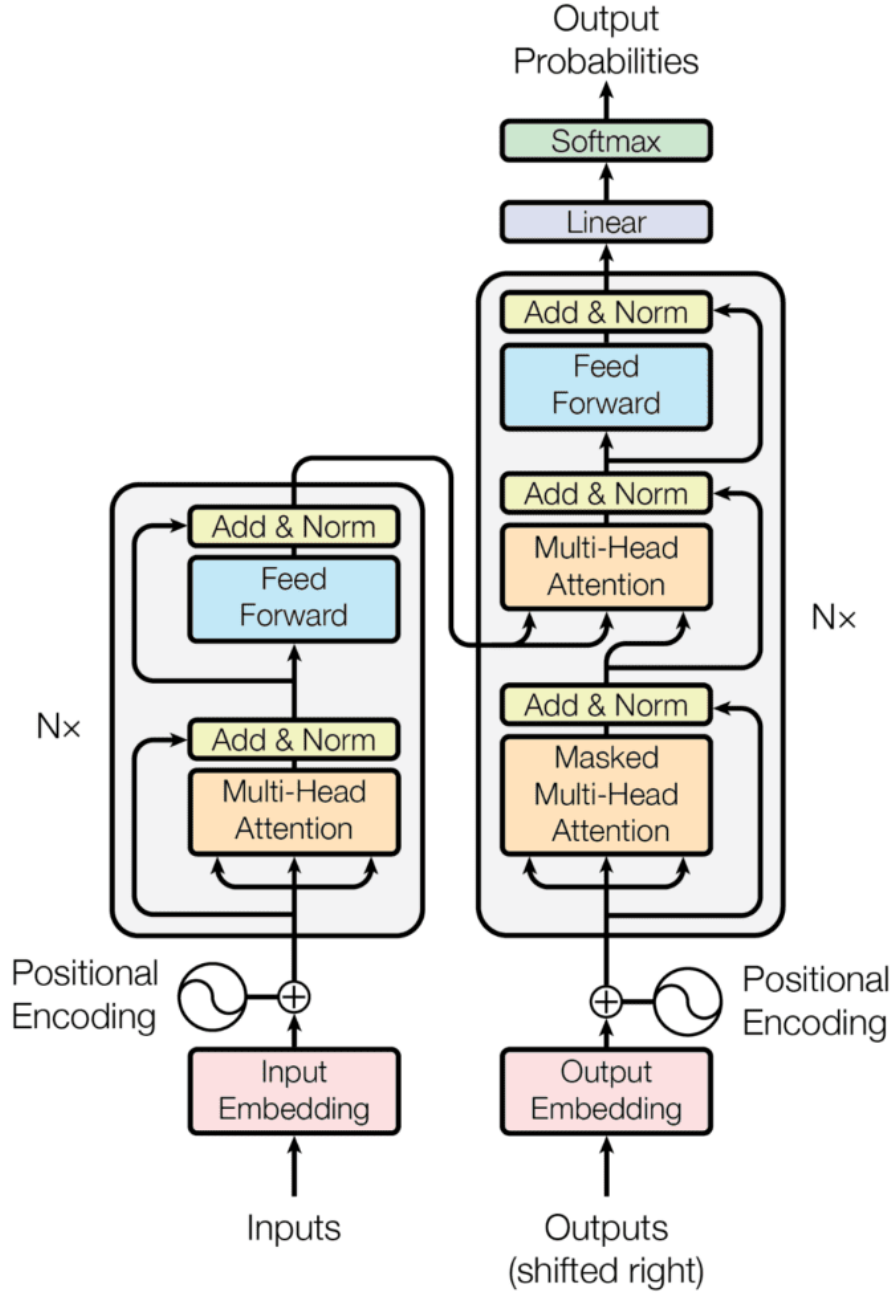 Output
Probabilities
Softmax
Linear
Add & Norm
Feed
Forward
Add & Norm
Multi-Head
Attention
Add & Norm
Masked
Multi-Head
Attention
N×
Add & Norm
Feed
Forward
Add & Norm
Multi-Head
Attention
N×
Positional
Encoding
Positional
Encoding
Input
Embedding
Output
Embedding
Inputs
Outputs
(shifted right)